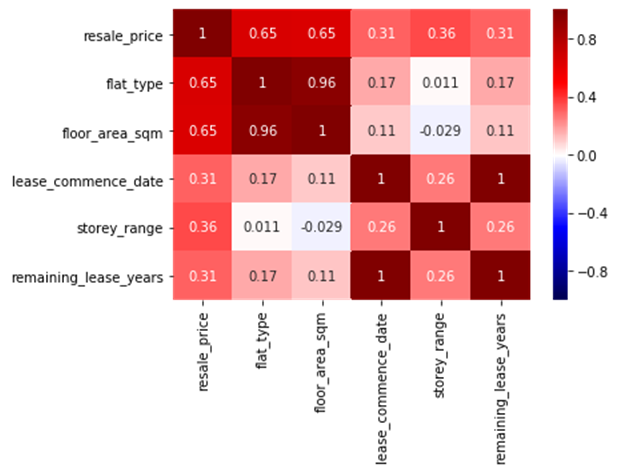 resale_price 1 0.65 0.65 0.31 0.36 0.31
flat_type 0.65 1 0.96 0.17 0.011 0.17
floor_area_sqm 0.65 0.96 1 0.11 -0.029 0.11
lease_commence_date 0.31 0.17 0.11 1 0.26 1
storey_range 0.36 0.011 -0.029 0.26 1 0.26
remaining_lease_years 0.31 0.17 0.11 1 0.26 1
resale_price
flat_type
floor_area_sqm
lease_commence_date
storey_range
remaining_lease_years
0.8
0.4
0.0
−0.4
−0.8